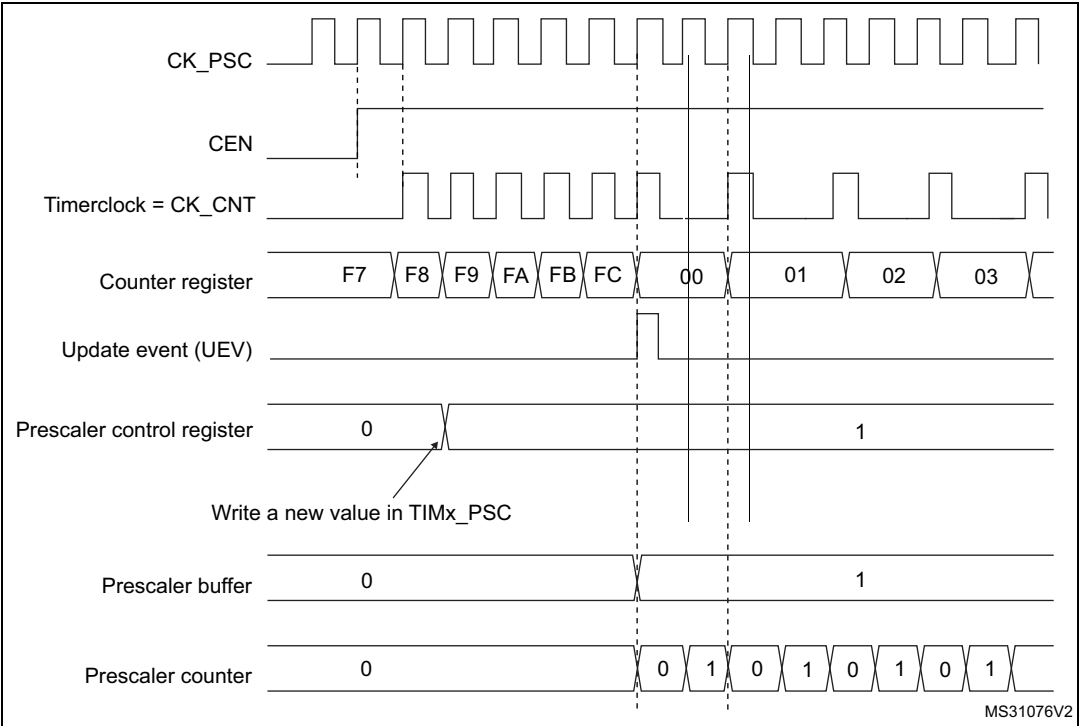 CK_PSC
CEN
Timerclock = CK_CNT
Counter register F7 F8 F9 FA FB FC 00 01 02 03
Update event (UEV)
Prescaler control register 0 1
Write a new value in TIMx_PSC
Prescaler buffer 0 1
Prescaler counter 0 0 1 0 1 0 1 0 1
MS31076V2